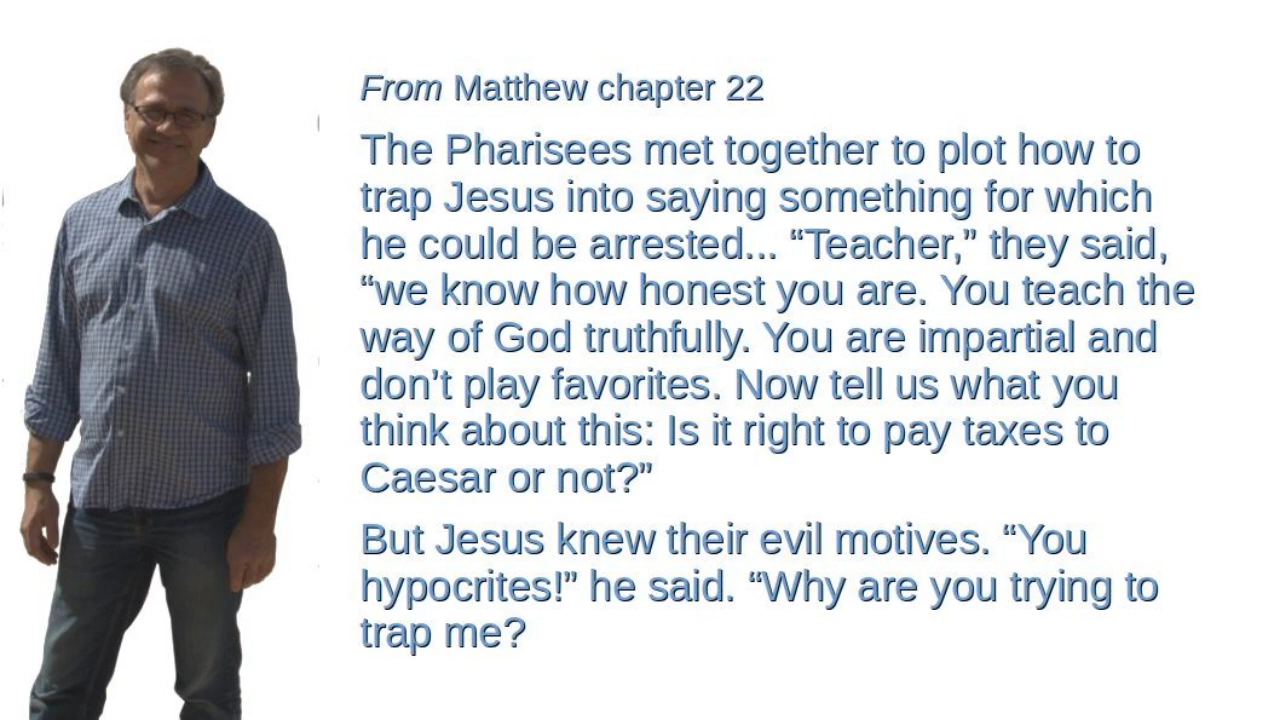 From Matthew chapter 22
The Pharisees met together to plot how to
trap Jesus into saying something for which
he could be arrested... “Teacher,” they said,
“we know how honest you are. You teach the
way of God truthfully. You are impartial and
don’t play favorites. Now tell us what you
think about this: Is it right to pay taxes to
Caesar or not?”
But Jesus knew their evil motives. “You
hypocrites!” he said. “Why are you trying to
trap me?